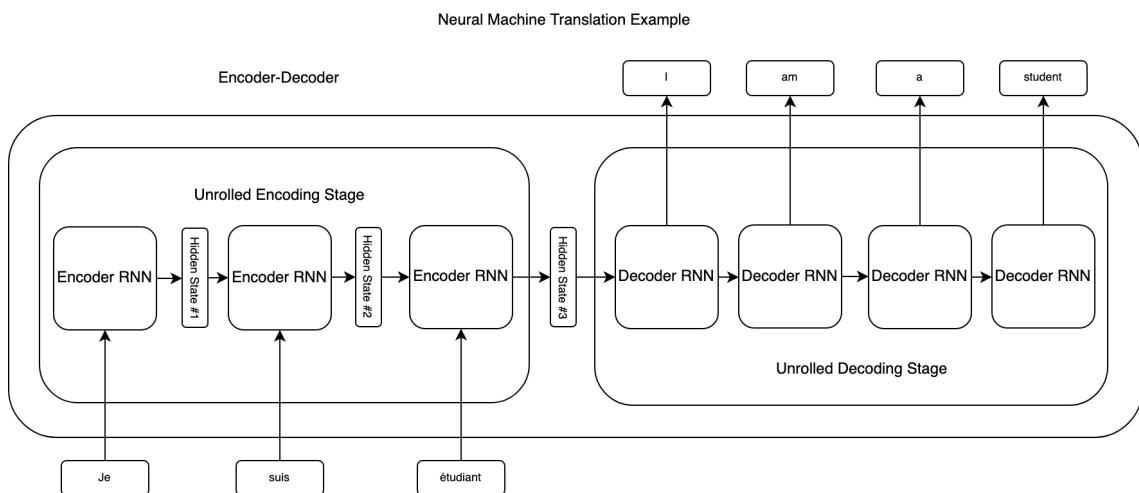 Neural Machine Translation Example
Encoder-Decoder
I
am
a
student
Unrolled Encoding Stage
Encoder RNN
Hidden State #1
Encoder RNN
Hidden State #2
Encoder RNN
Hidden State #3
Decoder RNN
Decoder RNN
Decoder RNN
Decoder RNN
Unrolled Decoding Stage
Je
suis
étudiant